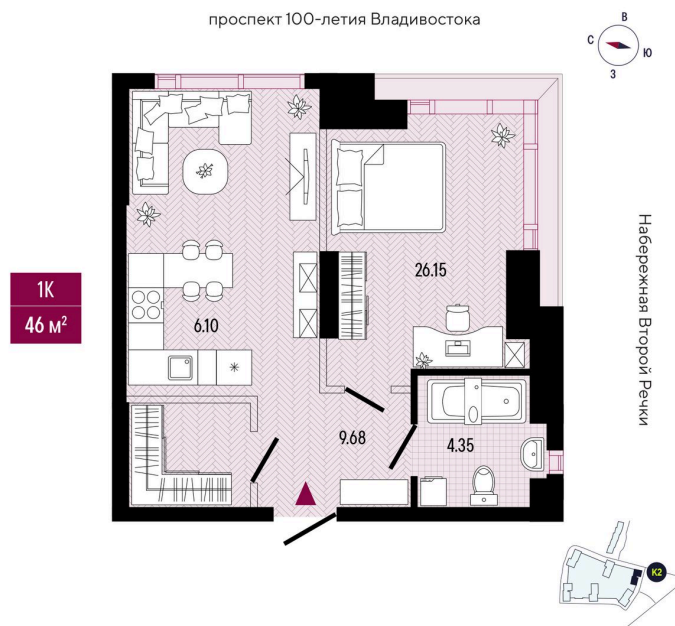 проспект 100-летия Владивостока
В
С
Ю
З
1К
46 м²
6.10
26.15
9.68
4.35
Набережная Второй Речки
К2